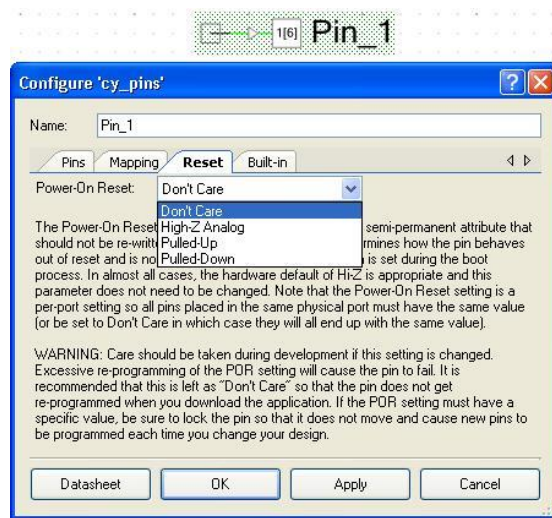 1[6] Pin_1
Configure 'cy_pins'
Name: Pin_1
Pins Mapping Reset Built-in
Power-On Reset: Don't Care
Don't Care
High-Z Analog
Pulled-Up
Pulled-Down
The Power-On Reset semi-permanent attribute that
should not be re-writt rmines how the pin behaves
out of reset and is no is set during the boot
process. In almost all cases, the hardware default of Hi-Z is appropriate and this
parameter does not need to be changed. Note that the Power-On Reset setting is a
per-port setting so all pins placed in the same physical port must have the same value
(or be set to Don't Care in which case they will all end up with the same value).
WARNING: Care should be taken during development if this setting is changed.
Excessive re-programming of the POR setting will cause the pin to fail. It is
recommended that this is left as "Don't Care" so that the pin does not get
re-programmed when you download the application. If the POR setting must have a
specific value, be sure to lock the pin so that it does not move and cause new pins to
be programmed each time you change your design.
Datasheet OK Apply Cancel